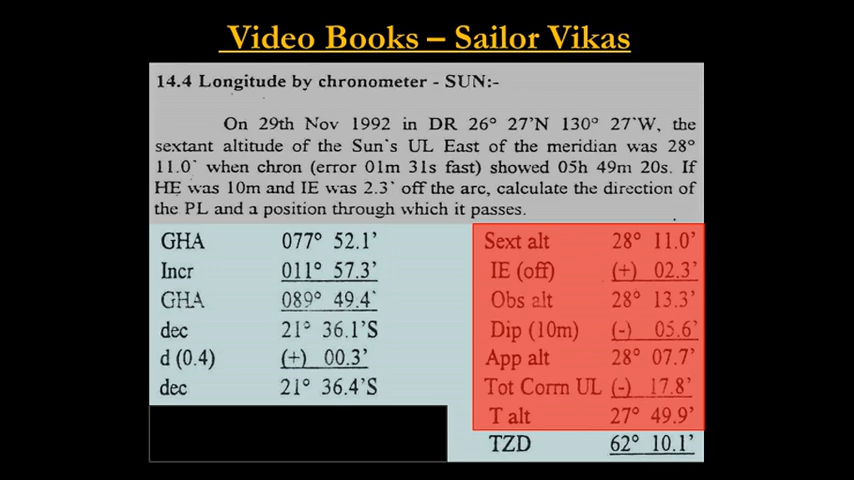 Video Books – Sailor Vikas
14.4 Longitude by chronometer - SUN:-
On 29th Nov 1992 in DR 26° 27'N 130° 27'W, the
sextant altitude of the Sun's UL East of the meridian was 28°
11.0' when chron (error 01m 31s fast) showed 05h 49m 20s. If
HE was 10m and IE was 2.3' off the arc, calculate the direction of
the PL and a position through which it passes.
GHA 077° 52.1'
Incr 011° 57.3'
GHA 089° 49.4'
dec 21° 36.1'S
d (0.4) (+) 00.3'
dec 21° 36.4'S
Sext alt 28° 11.0'
IE (off) (+) 02.3'
Obs alt 28° 13.3'
Dip (10m) (-) 05.6'
App alt 28° 07.7'
Tot Corrn UL (-) 17.8'
T alt 27° 49.9'
TZD 62° 10.1'